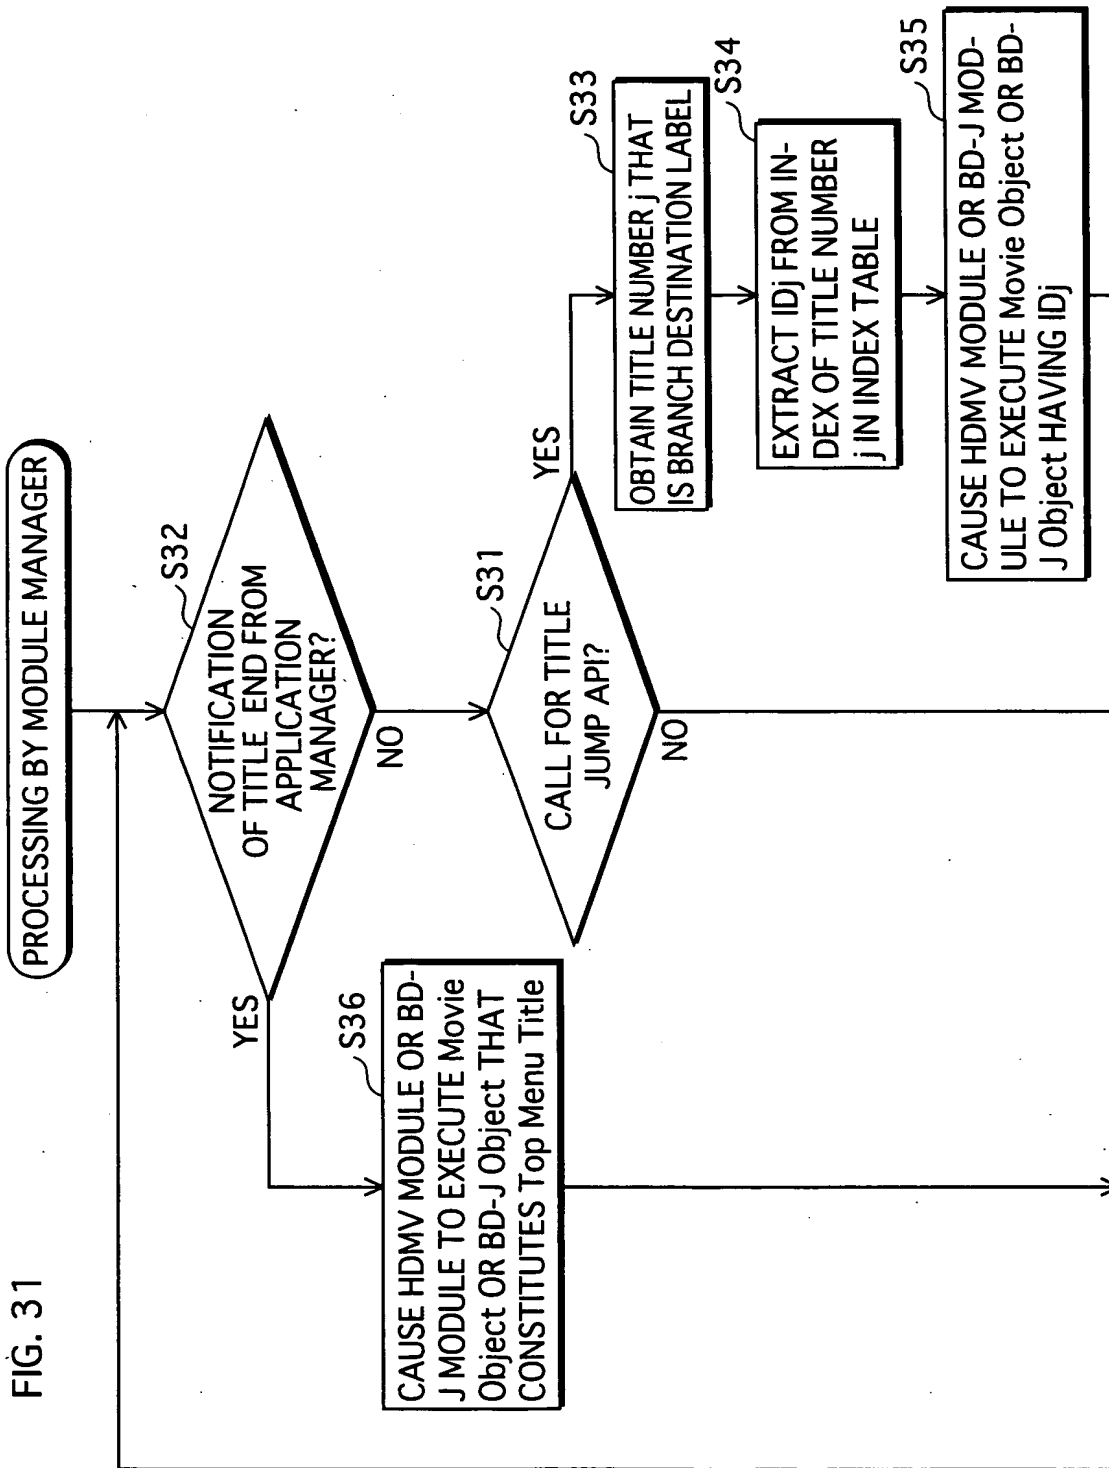 FIG. 31
PROCESSING BY MODULE MANAGER
S32
NOTIFICATION
OF TITLE END FROM
APPLICATION
MANAGER?
YES
NO
S36
CAUSE HDMV MODULE OR BD-
J MODULE TO EXECUTE Movie
Object OR BD-J Object THAT
CONSTITUTES Top Menu Title
S31
CALL FOR TITLE
JUMP API?
YES
NO
S33
OBTAIN TITLE NUMBER j THAT
IS BRANCH DESTINATION LABEL
S34
EXTRACT IDj FROM IN-
DEX OF TITLE NUMBER
j IN INDEX TABLE
S35
CAUSE HDMV MODULE OR BD-J MOD-
ULE TO EXECUTE Movie Object OR BD-
J Object HAVING IDj